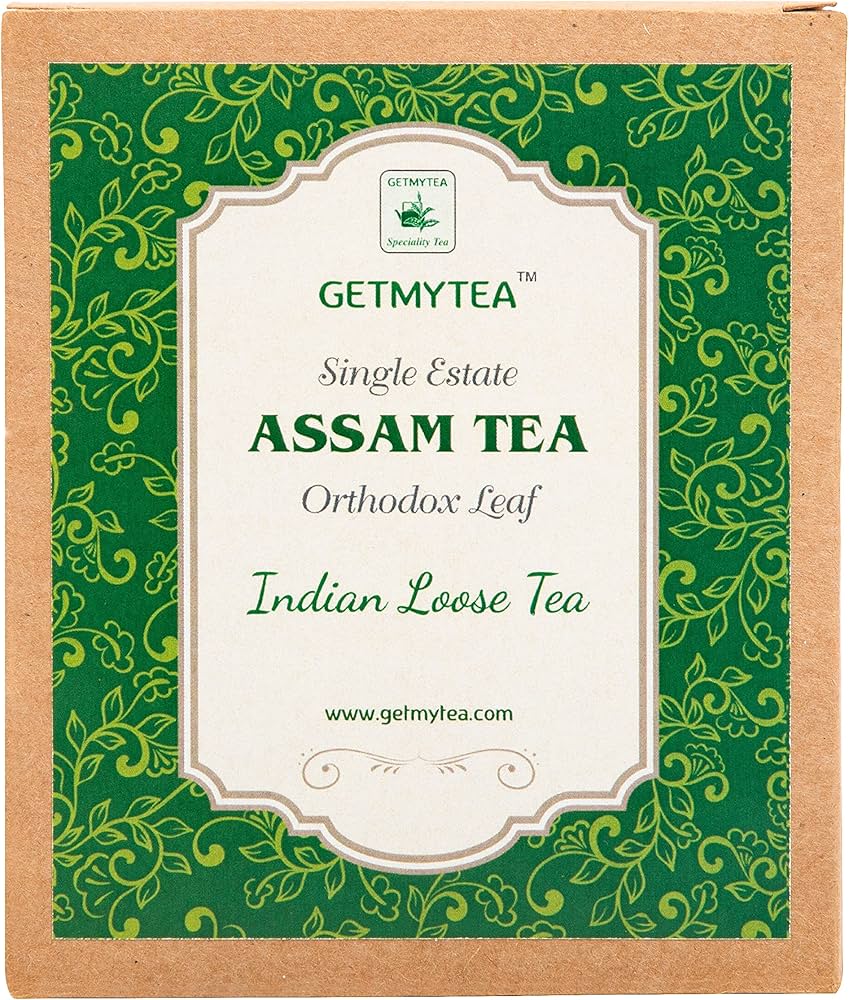 GETMYTEA
Speciality Tea
GETMYTEA™
Single Estate
ASSAM TEA
Orthodox Leaf
Indian Loose Tea
www.getmytea.com